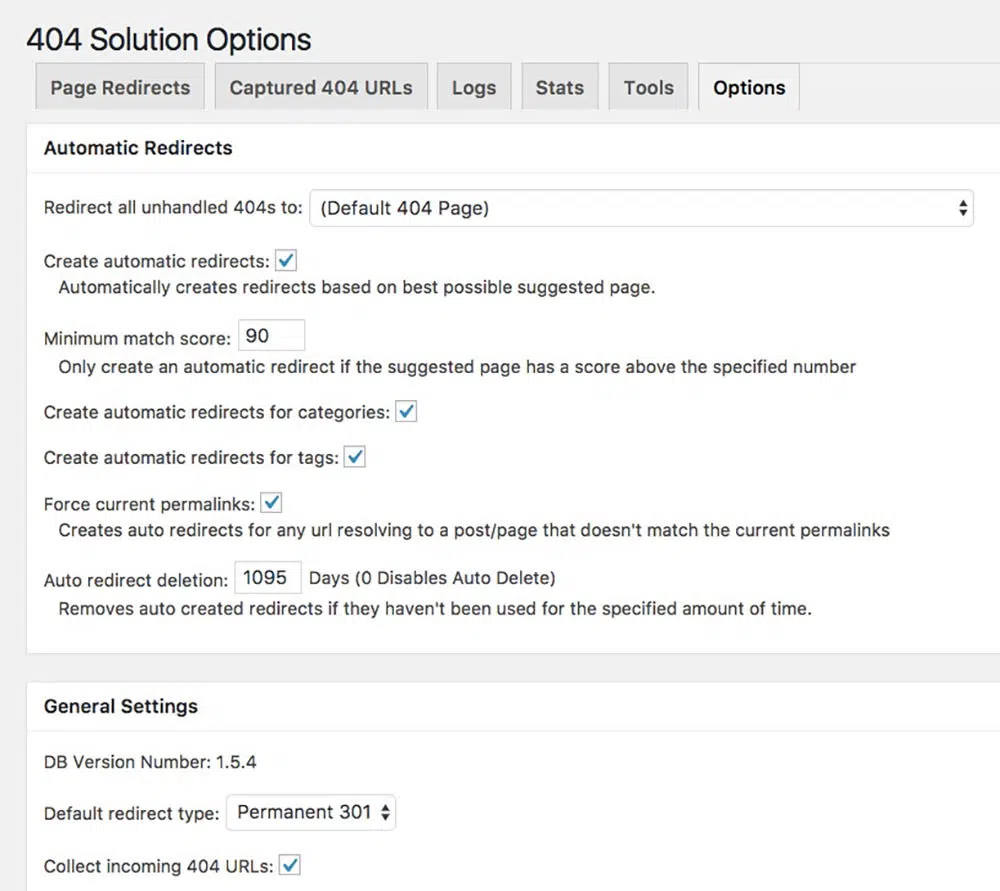 404 Solution Options
Page Redirects Captured 404 URLs Logs Stats Tools Options
Automatic Redirects
Redirect all unhandled 404s to: (Default 404 Page)
Create automatic redirects:
Automatically creates redirects based on best possible suggested page.
Minimum match score: 90
Only create an automatic redirect if the suggested page has a score above the specified number
Create automatic redirects for categories:
Create automatic redirects for tags:
Force current permalinks:
Creates auto redirects for any url resolving to a post/page that doesn't match the current permalinks
Auto redirect deletion: 1095 Days (0 Disables Auto Delete)
Removes auto created redirects if they haven't been used for the specified amount of time.
General Settings
DB Version Number: 1.5.4
Default redirect type: Permanent 301
Collect incoming 404 URLs: